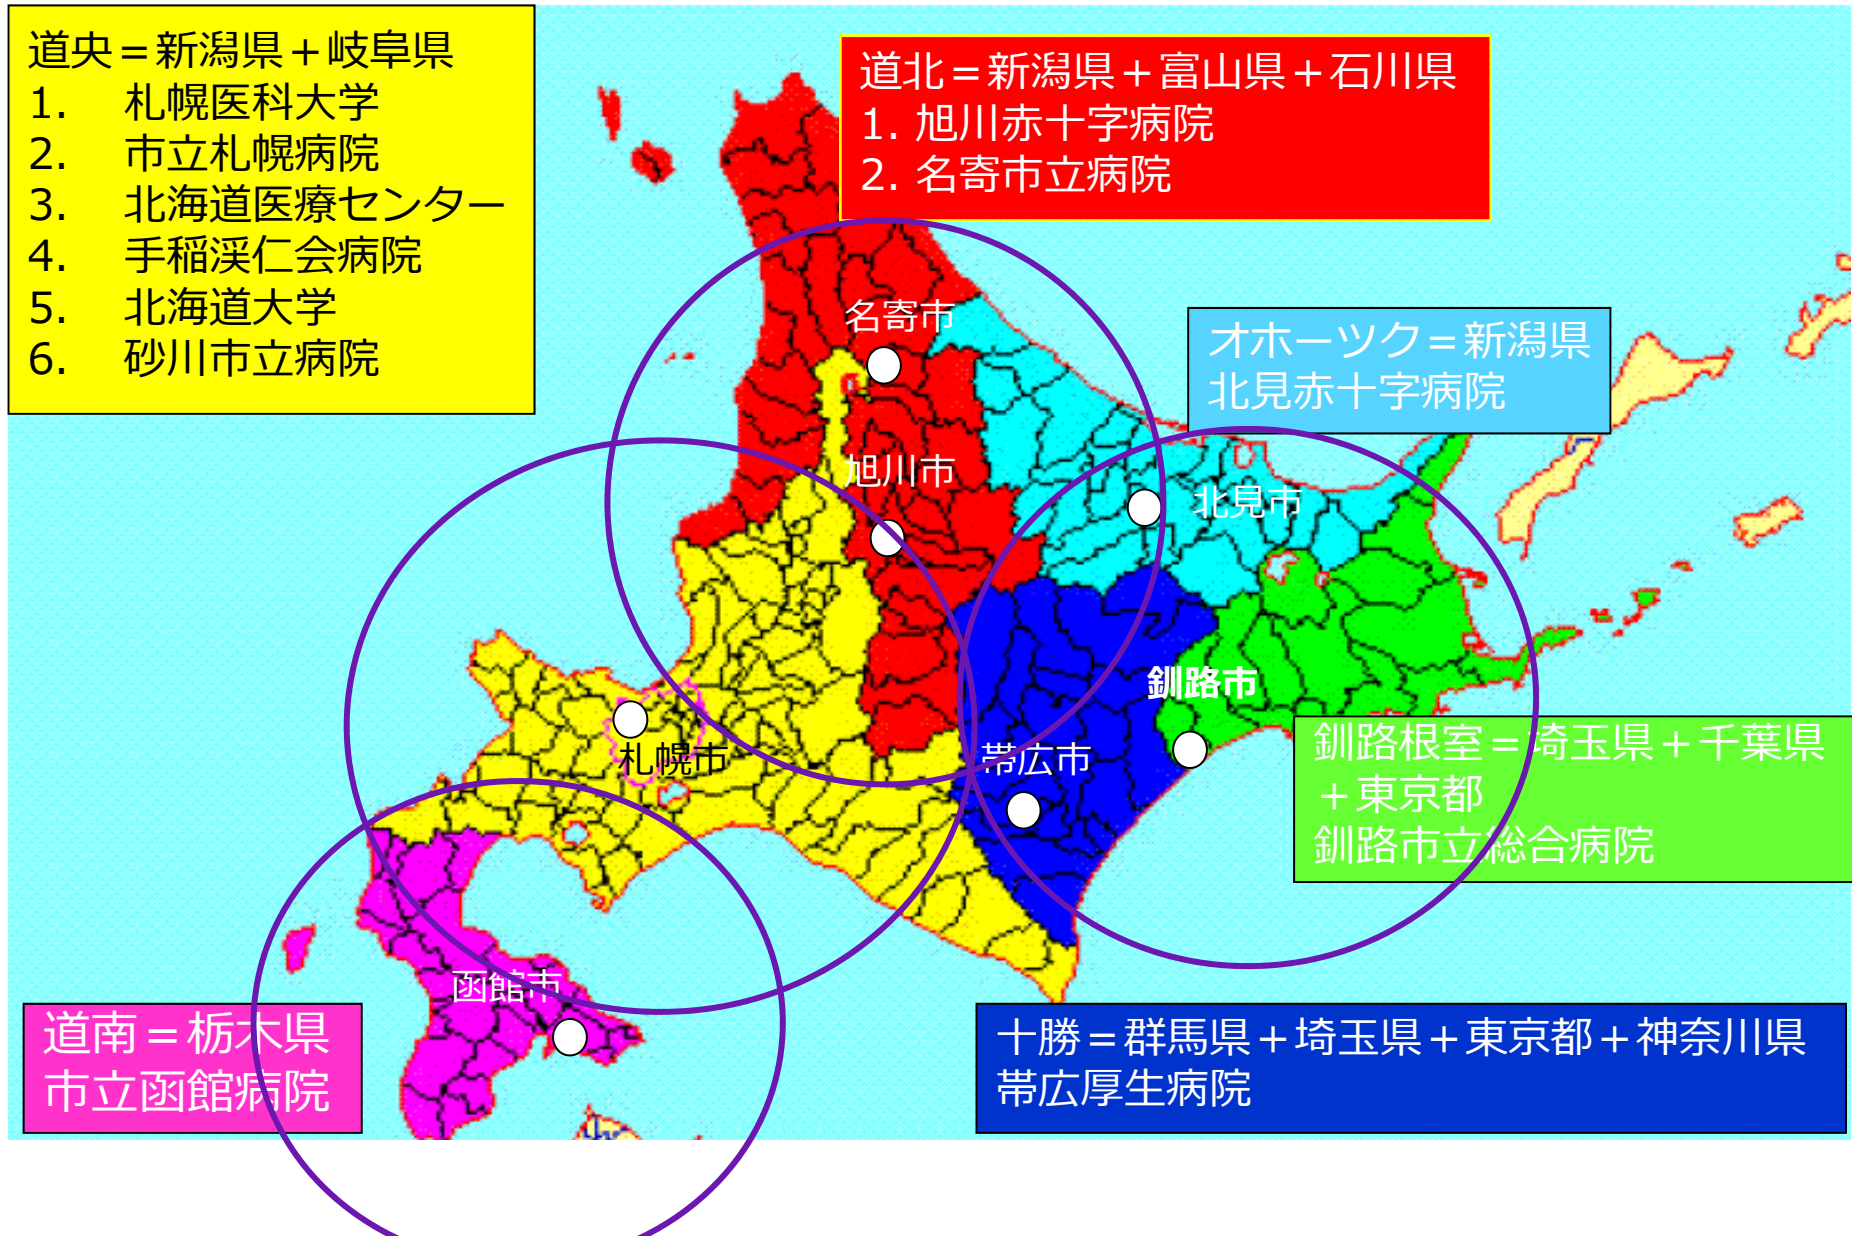 道央＝新潟県＋岐阜県
1. 札幌医科大学
2. 市立札幌病院
3. 北海道医療センター
4. 手稲渓仁会病院
5. 北海道大学
6. 砂川市立病院
道北＝新潟県＋富山県＋石川県
1. 旭川赤十字病院
2. 名寄市立病院
名寄市
オホーツク＝新潟県
北見赤十字病院
旭川市
北見市
釧路市
札幌市
帯広市
釧路根室＝埼玉県＋千葉県
＋東京都
釧路市立総合病院
函館市
道南＝栃木県
市立函館病院
十勝＝群馬県＋埼玉県＋東京都＋神奈川県
帯広厚生病院